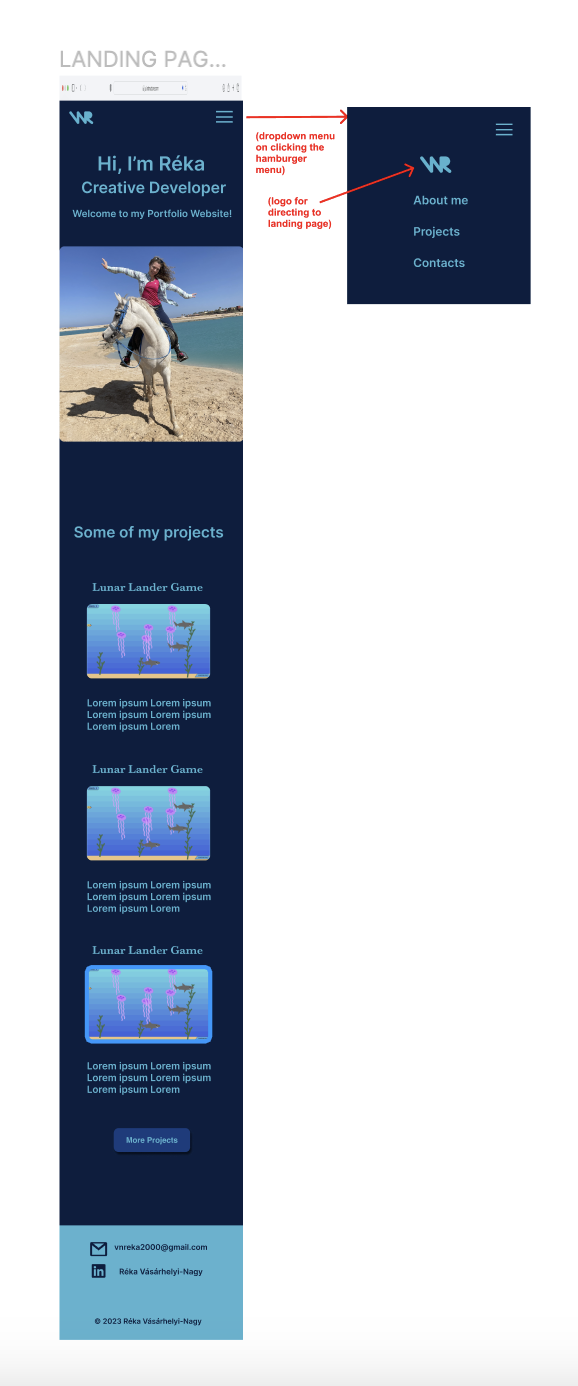 LANDING PAG...
VVR
Hi, I'm Réka
Creative Developer
Welcome to my Portfolio Website!
(dropdown menu
on clicking the
hamburger
menu)
(logo for
directing to
landing page)
VVR
About me
Projects
Contacts
Some of my projects
Lunar Lander Game
Lorem ipsum Lorem ipsum
Lorem ipsum Lorem ipsum
Lorem ipsum Lorem
Lunar Lander Game
Lorem ipsum Lorem ipsum
Lorem ipsum Lorem ipsum
Lorem ipsum Lorem
Lunar Lander Game
Lorem ipsum Lorem ipsum
Lorem ipsum Lorem ipsum
Lorem ipsum Lorem
More Projects
vnreka2000@gmail.com
in
Réka Vásárhelyi-Nagy
© 2023 Réka Vásárhelyi-Nagy